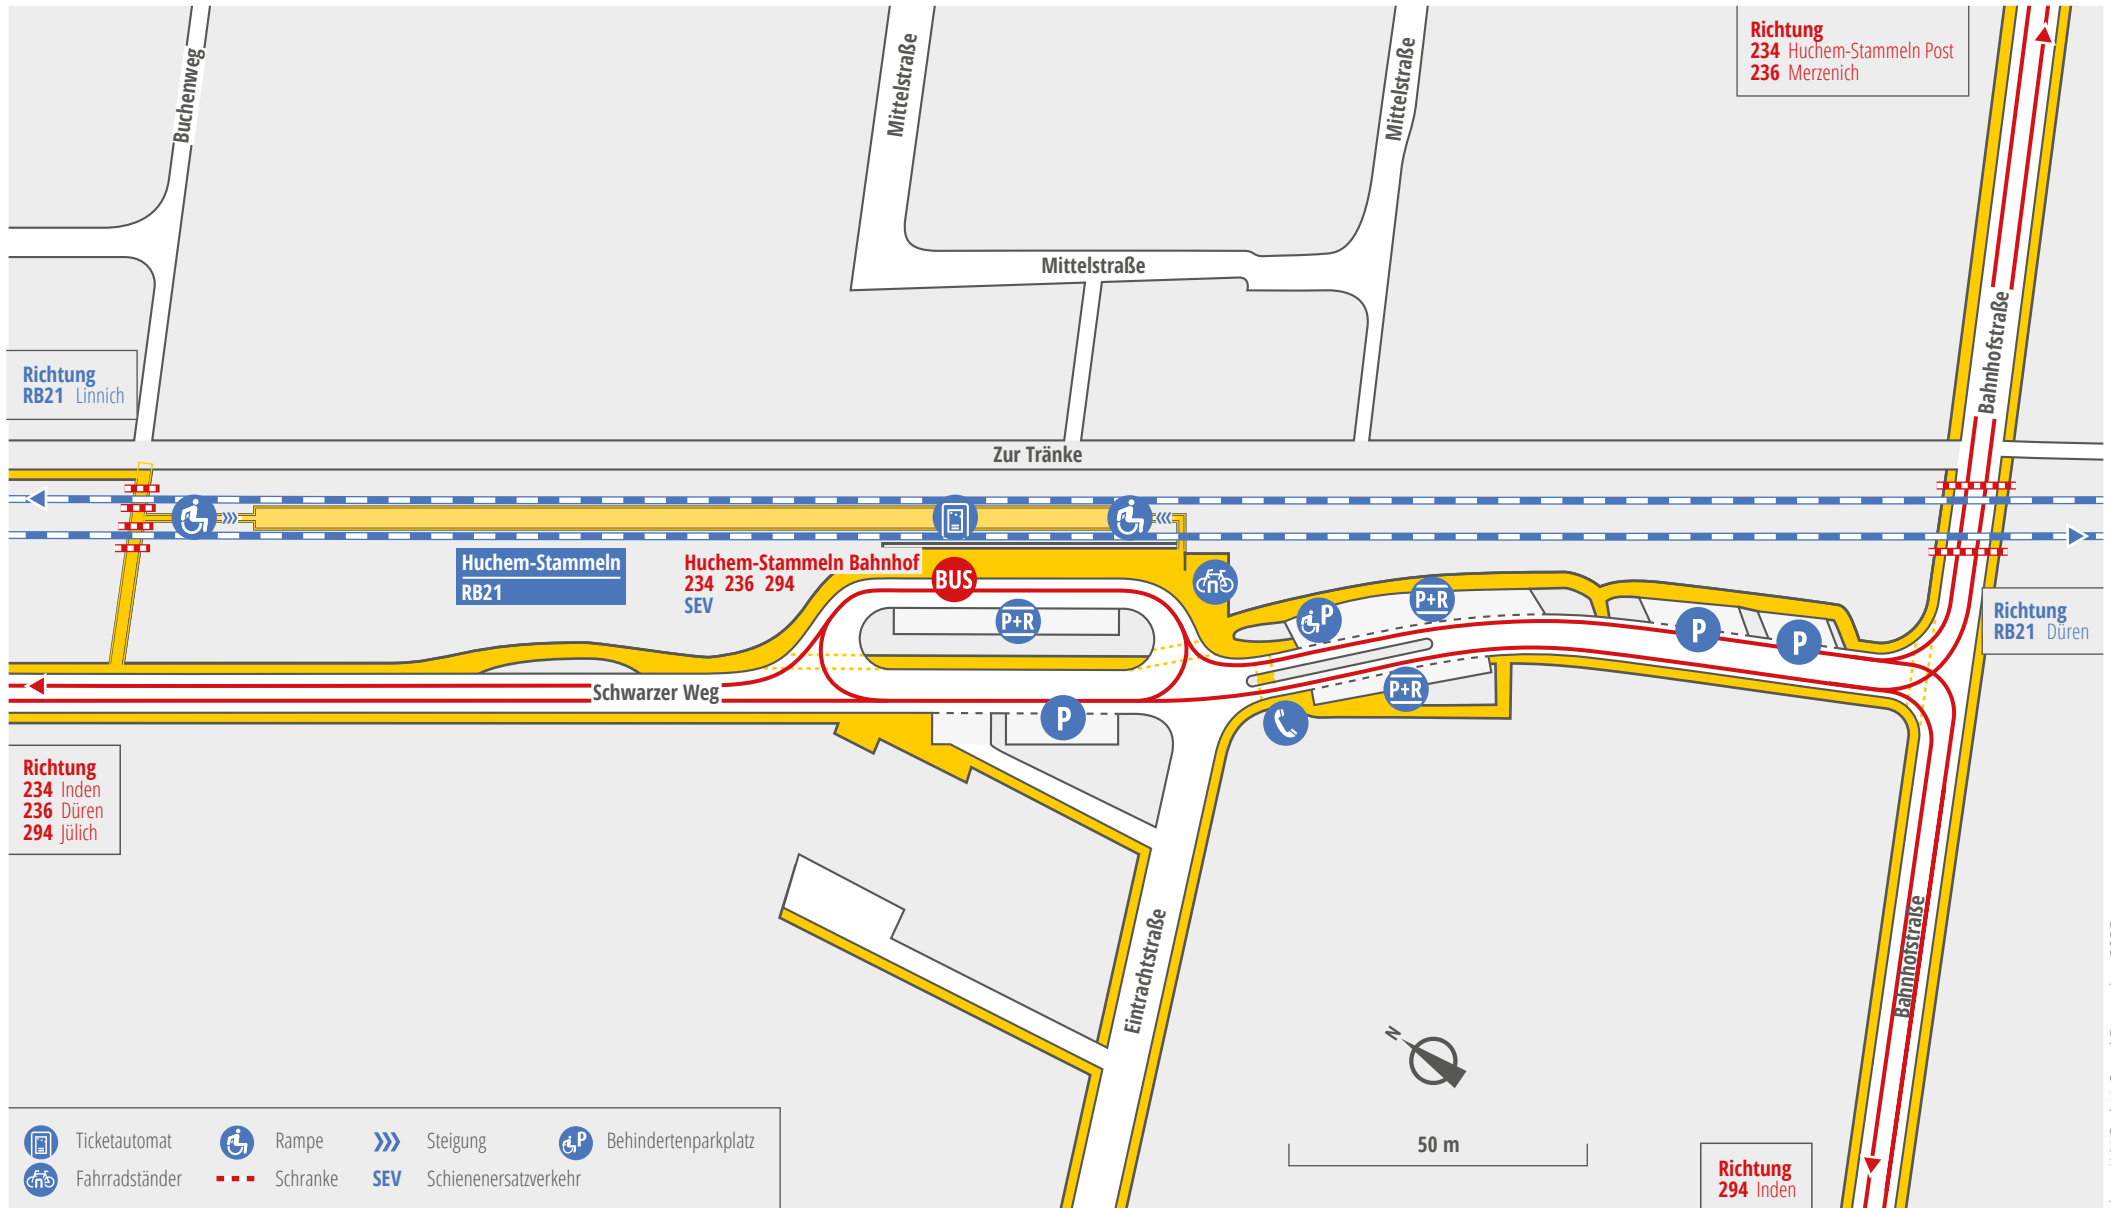 Buchenweg
Mittelstraße
Mittelstraße
Richtung
234 Huchem-Stammeln Post
236 Merzenich
Mittelstraße
Bahnhofstraße
Richtung
RB21 Linnich
Zur Tränke
Huchem-Stammeln
RB21
Huchem-Stammeln Bahnhof
234 236 294
SEV
BUS
P+R
P
P+R
P
P
Richtung
RB21 Düren
Schwarzer Weg
P
P+R
Richtung
234 Inden
236 Düren
294 Jülich
Eintrachtstraße
Bahnhofstraße
N
50 m
Ticketautomat
Rampe
Steigung
P
Behindertenparkplatz
Fahrradständer
Schranke
SEV Schienenersatzverkehr
Richtung
294 Inden